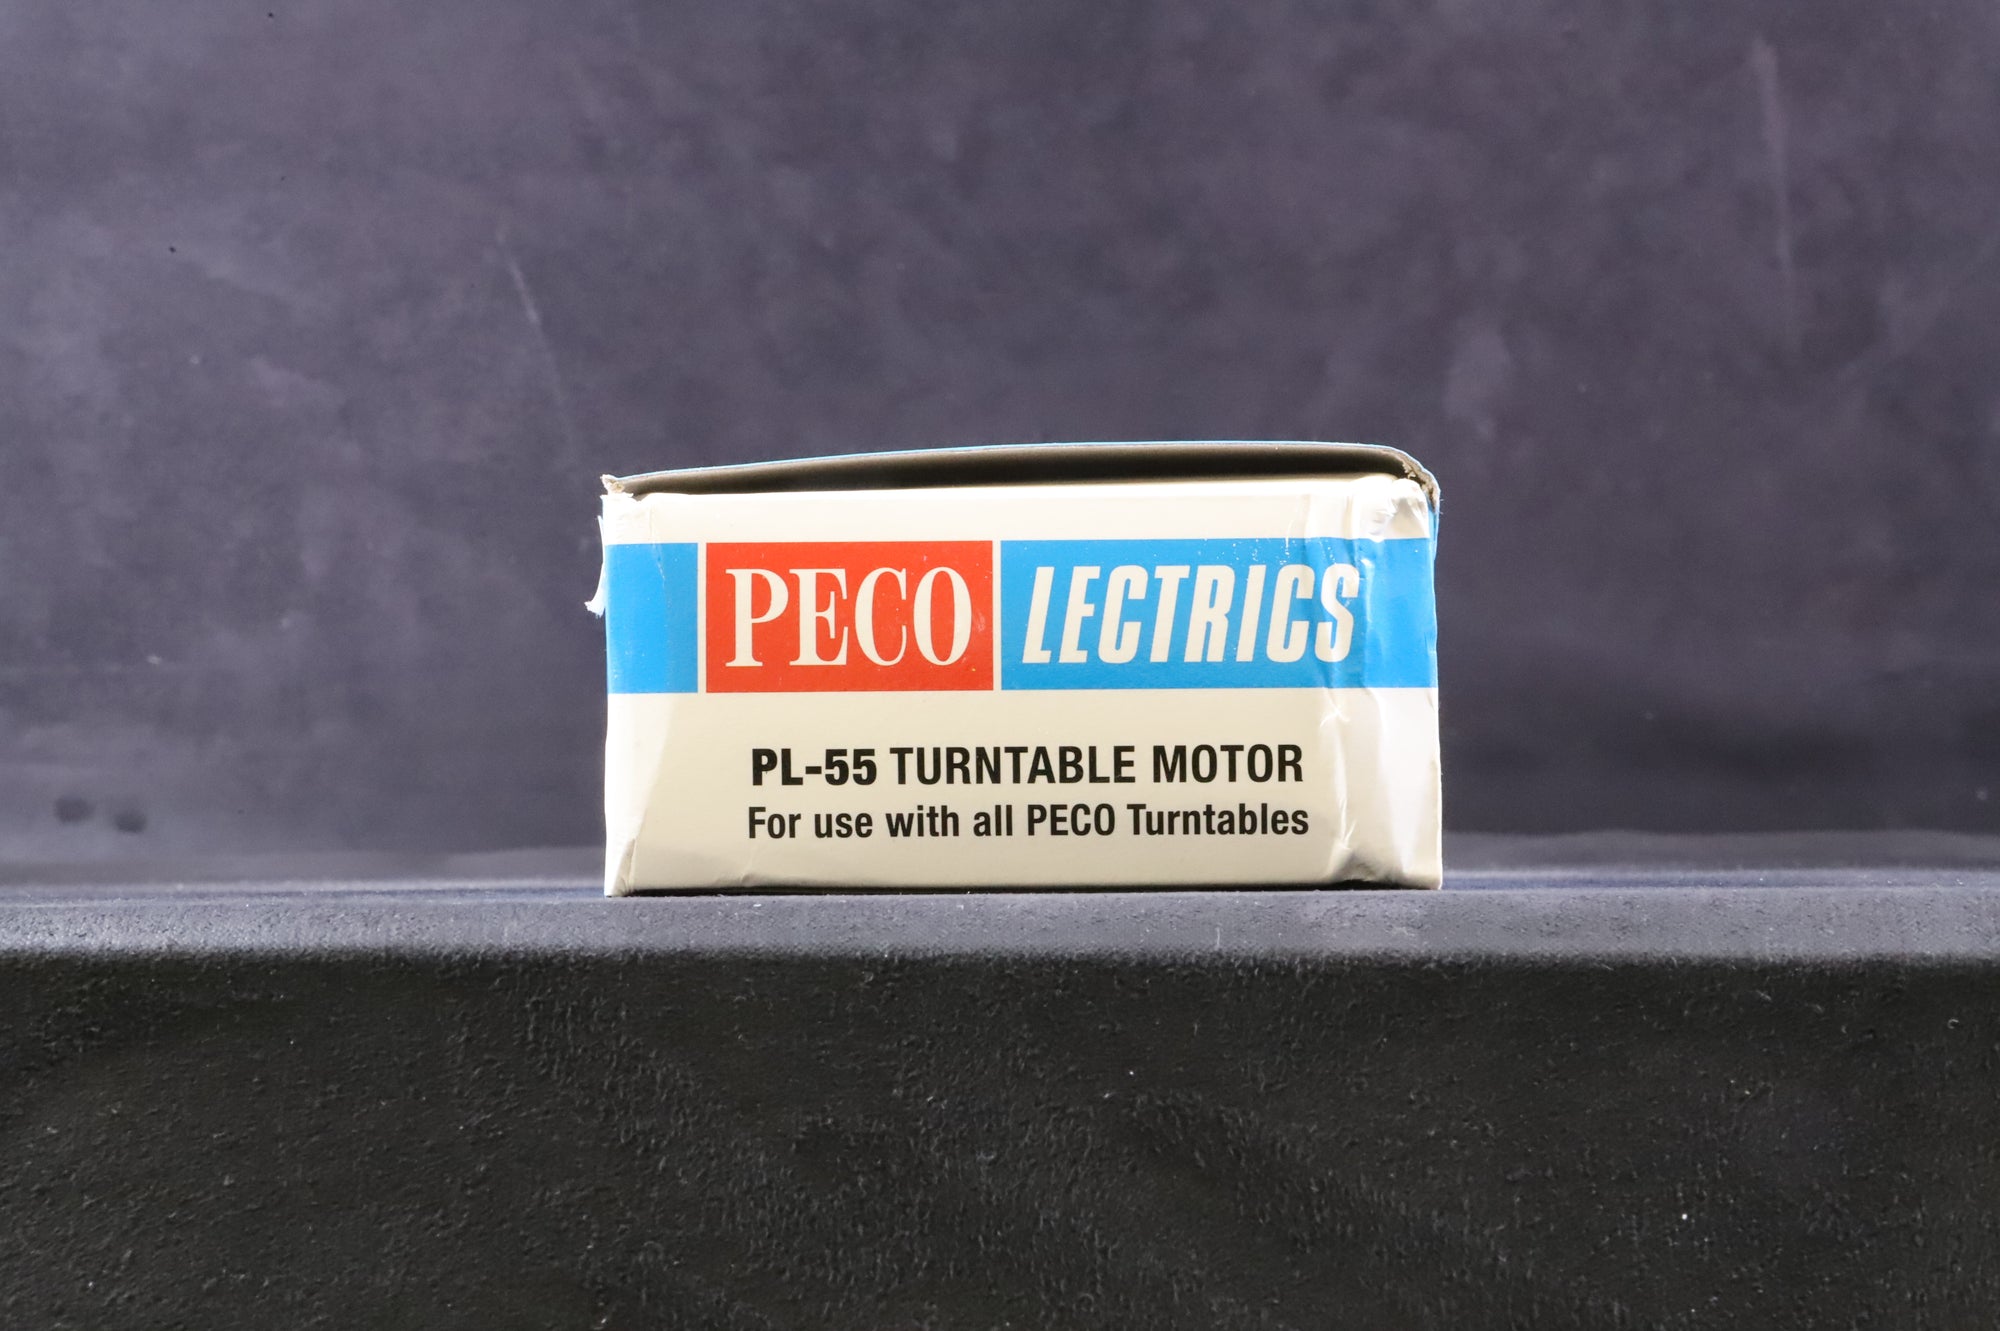 PECO LECTRICS
PL-55 TURNTABLE MOTOR
For use with all PECO Turntables